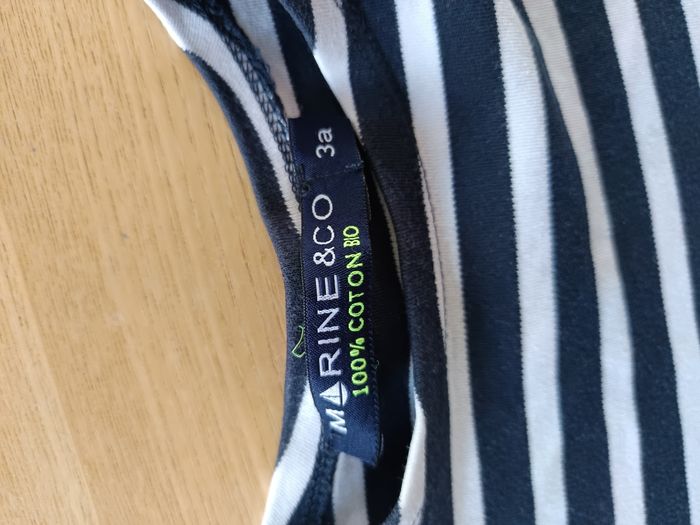 MARINE &CO
100% COTON BIO
3a